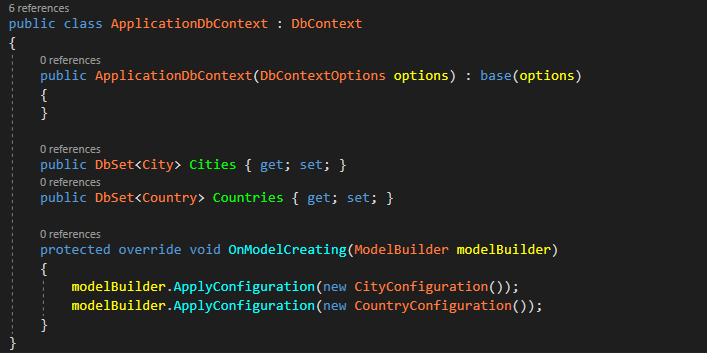 6 references
public class ApplicationDbContext : DbContext
{
0 references
public ApplicationDbContext(DbContextOptions options) : base(options)
{
}
0 references
public DbSet<City> Cities { get; set; }
0 references
public DbSet<Country> Countries { get; set; }
0 references
protected override void OnModelCreating(ModelBuilder modelBuilder)
{
modelBuilder.ApplyConfiguration(new CityConfiguration());
modelBuilder.ApplyConfiguration(new CountryConfiguration());
}
}